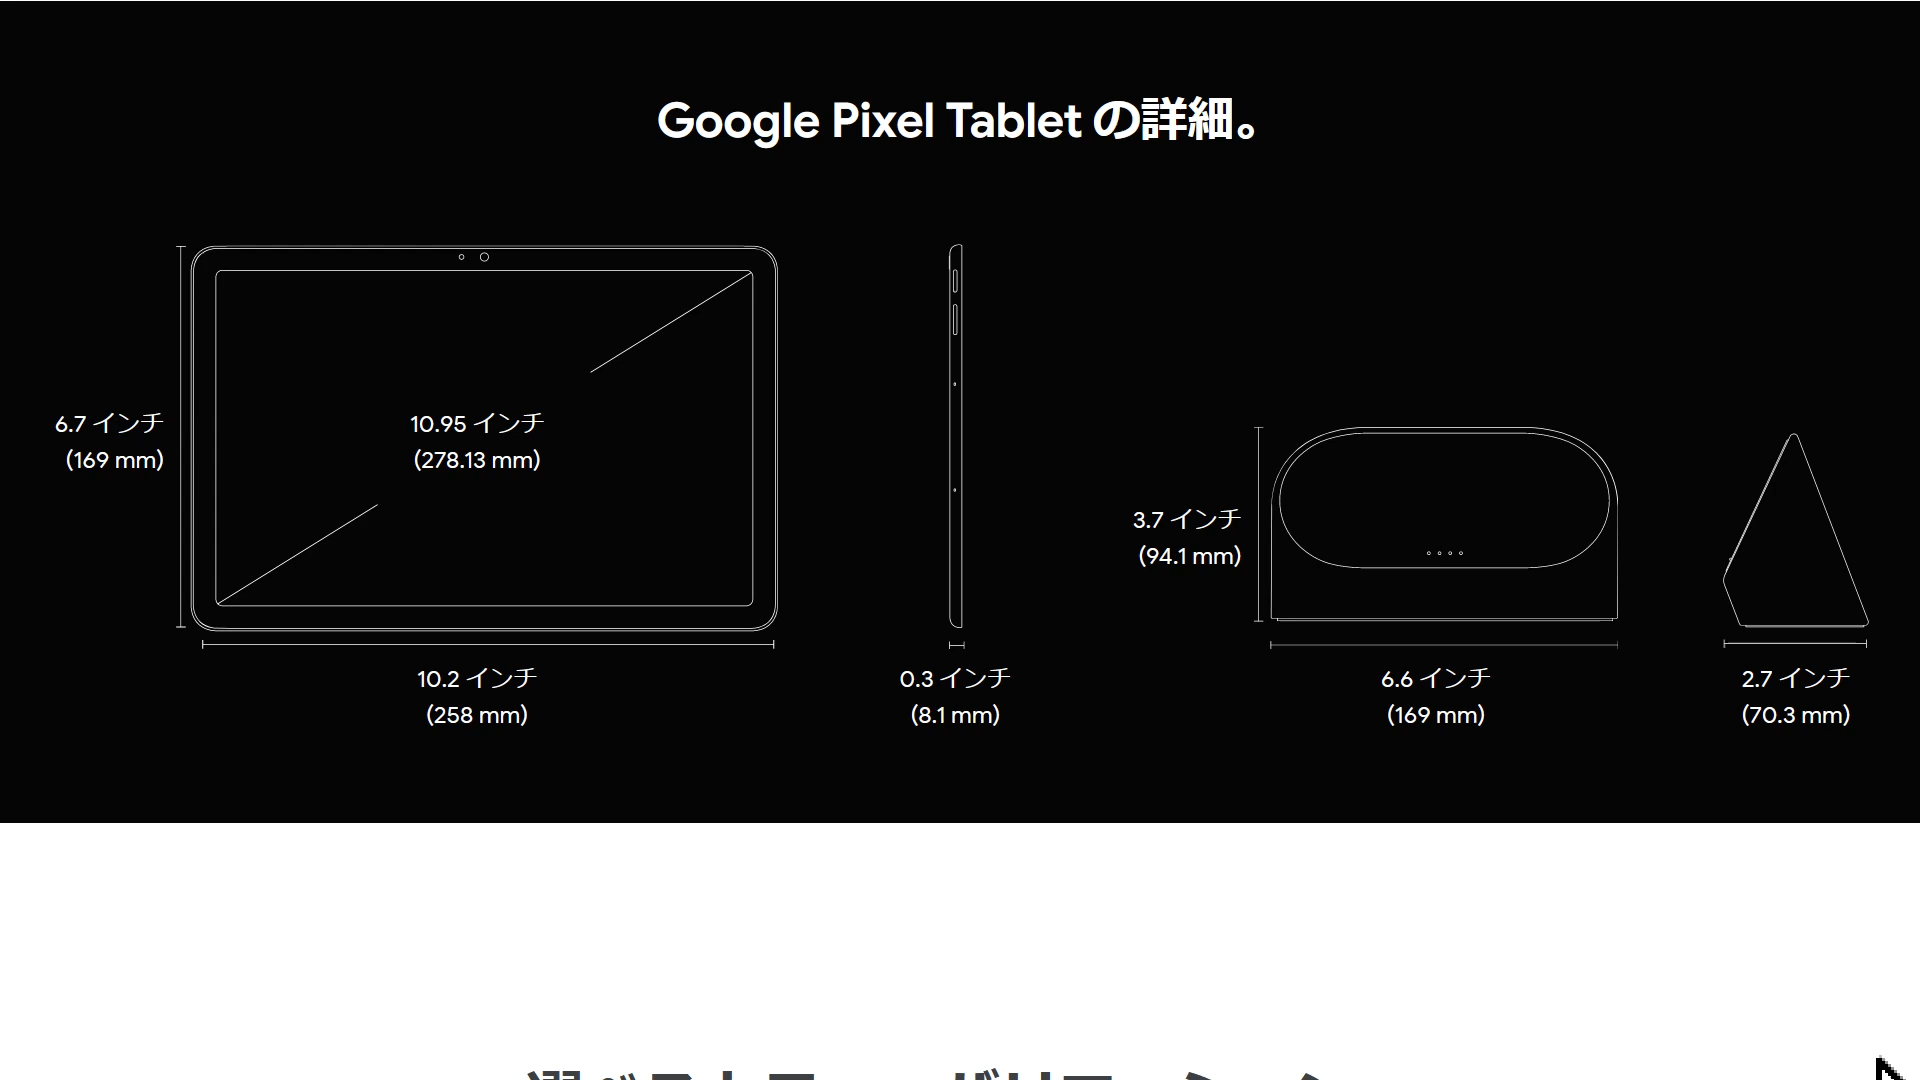 Google Pixel Tablet の詳細。
6.7 インチ
(169 mm)
10.95 インチ
(278.13 mm)
10.2 インチ
(258 mm)
0.3 インチ
(8.1 mm)
3.7 インチ
(94.1 mm)
6.6 インチ
(169 mm)
2.7 インチ
(70.3 mm)